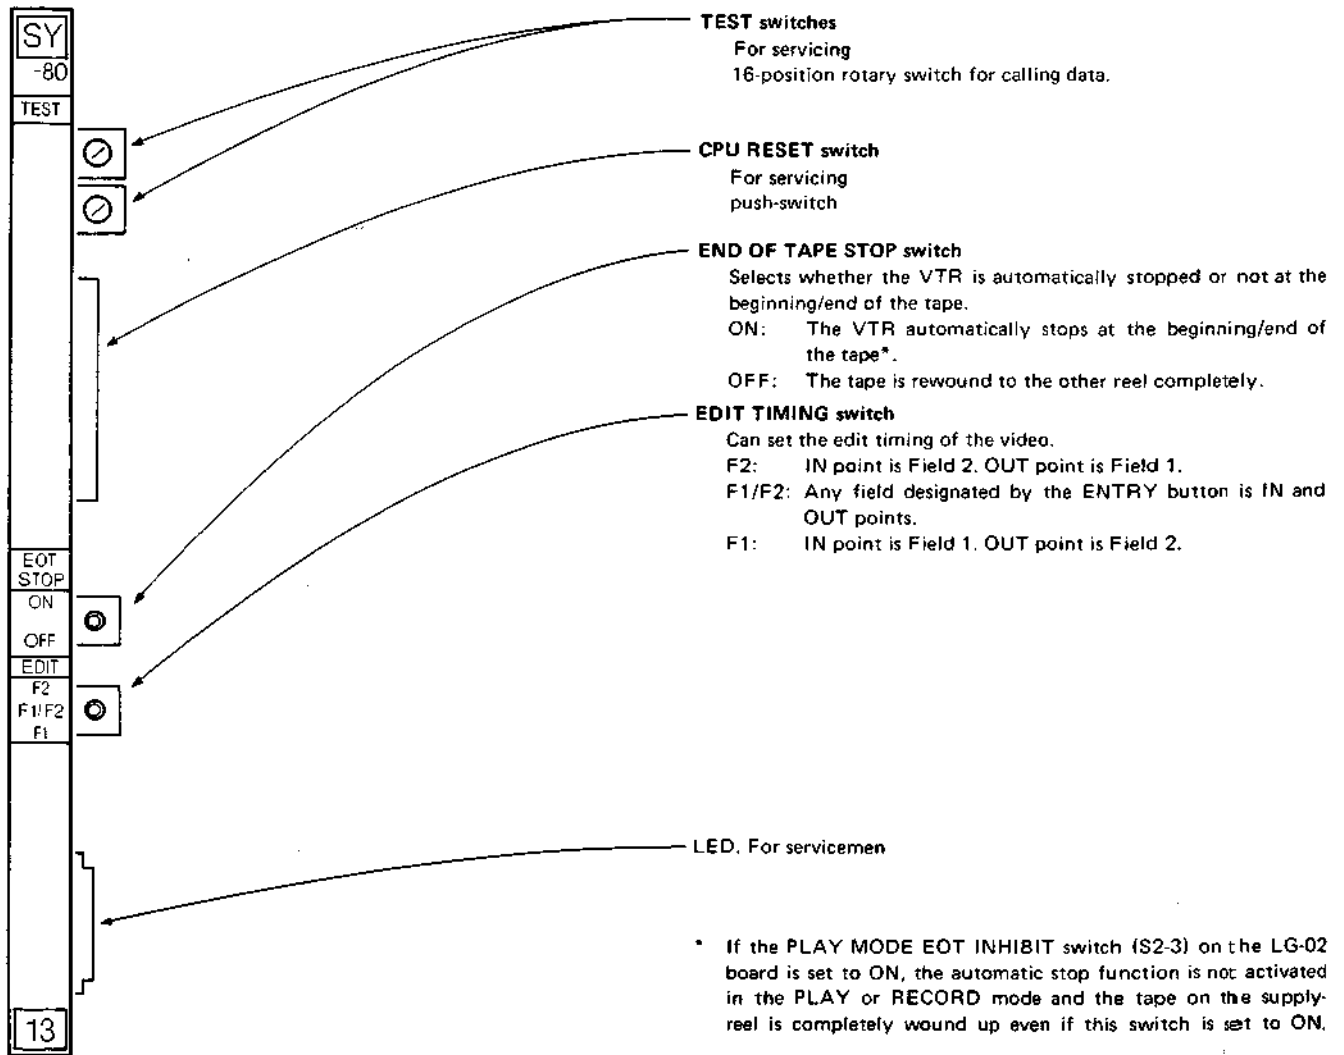 SY
-80
TEST
EOT
STOP
ON
OFF
EDIT
F2
F1/F2
F1
13
TEST switches
For servicing
16-position rotary switch for calling data.
CPU RESET switch
For servicing
push-switch
END OF TAPE STOP switch
Selects whether the VTR is automatically stopped or not at the
beginning/end of the tape.
ON: The VTR automatically stops at the beginning/end of
the tape*.
OFF: The tape is rewound to the other reel completely.
EDIT TIMING switch
Can set the edit timing of the video.
F2: IN point is Field 2. OUT point is Field 1.
F1/F2: Any field designated by the ENTRY button is IN and
OUT points.
F1: IN point is Field 1. OUT point is Field 2.
LED. For servicemen
* If the PLAY MODE EOT INHIBIT switch (S2-3) on the LG-02
board is set to ON, the automatic stop function is not activated
in the PLAY or RECORD mode and the tape on the supply-
reel is completely wound up even if this switch is set to ON.